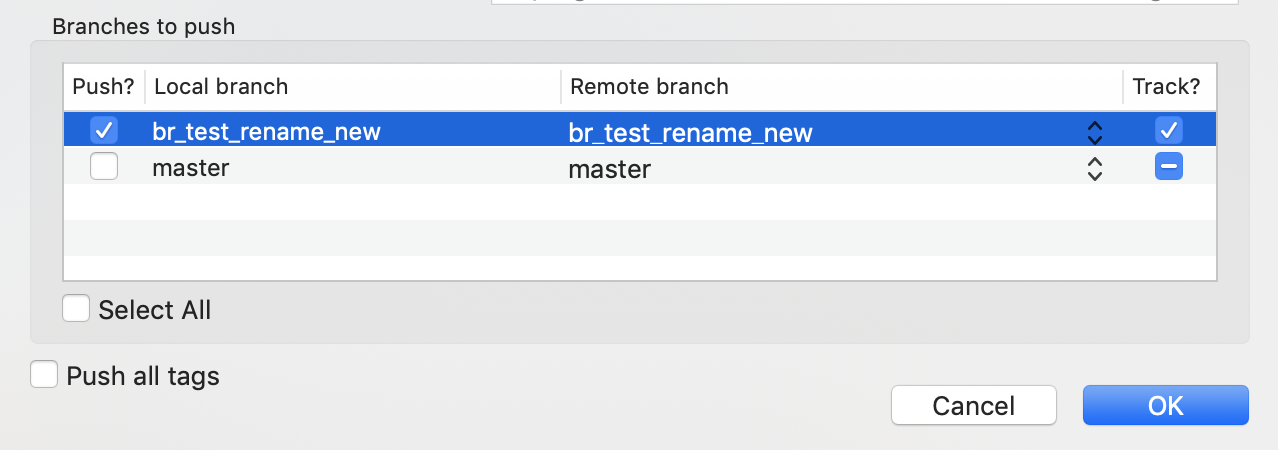 Branches to push
Push? Local branch Remote branch Track?
br_test_rename_new br_test_rename_new
master master
Select All
Push all tags
Cancel OK